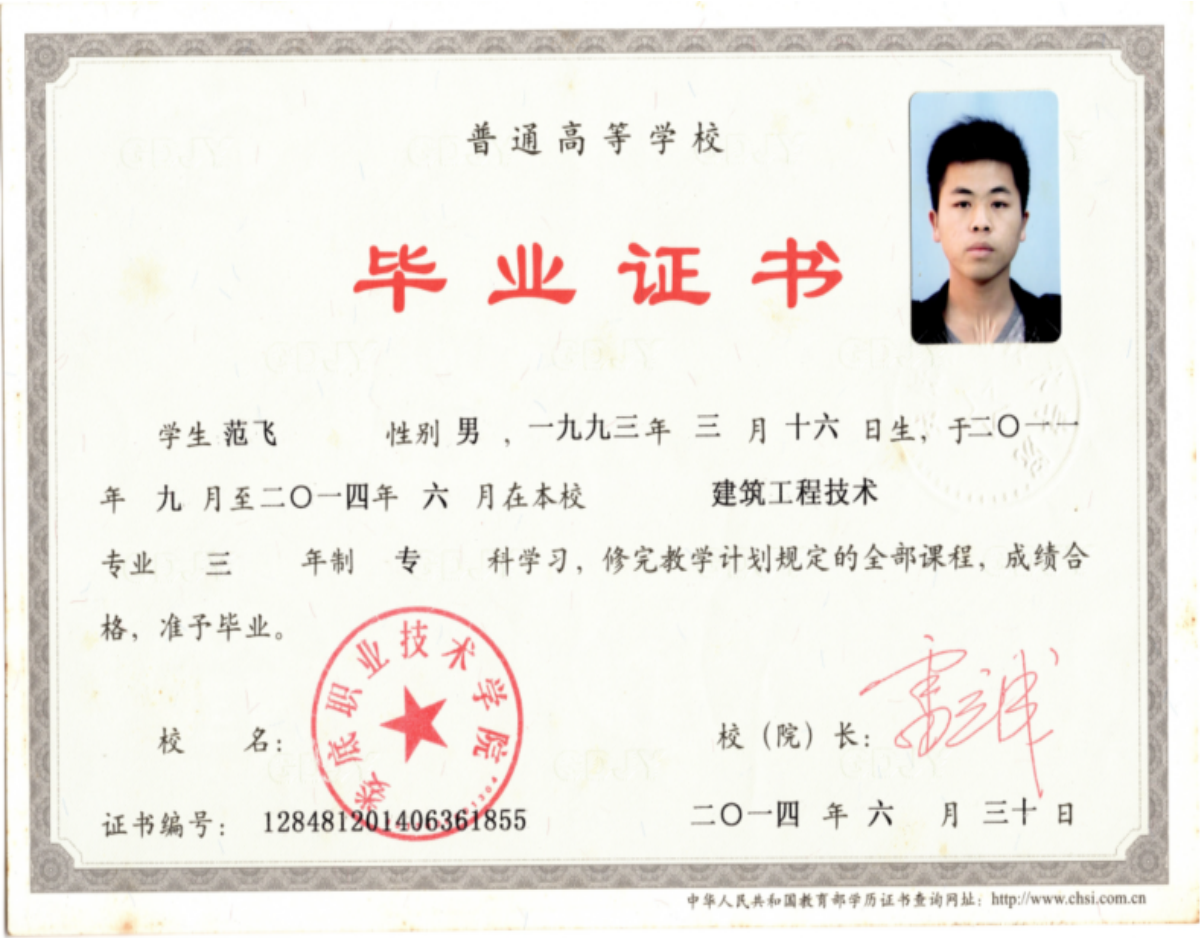 普通高等学校
毕业证书
学生 范飞 性别 男 ，一九九三年 三 月 十六 日生，于二〇一一
年 九 月至二〇一四年 六 月在本校 建筑工程技术
专业 三 年制 专 科学习，修完教学计划规定的全部课程，成绩合
格，准予毕业。
娄底职业技术学院
校 名：
校（院）长：
证书编号： 128481201406361855
二〇一四 年 六 月 三十 日
中华人民共和国教育部学历证书查询网址：http://www.chsi.com.cn